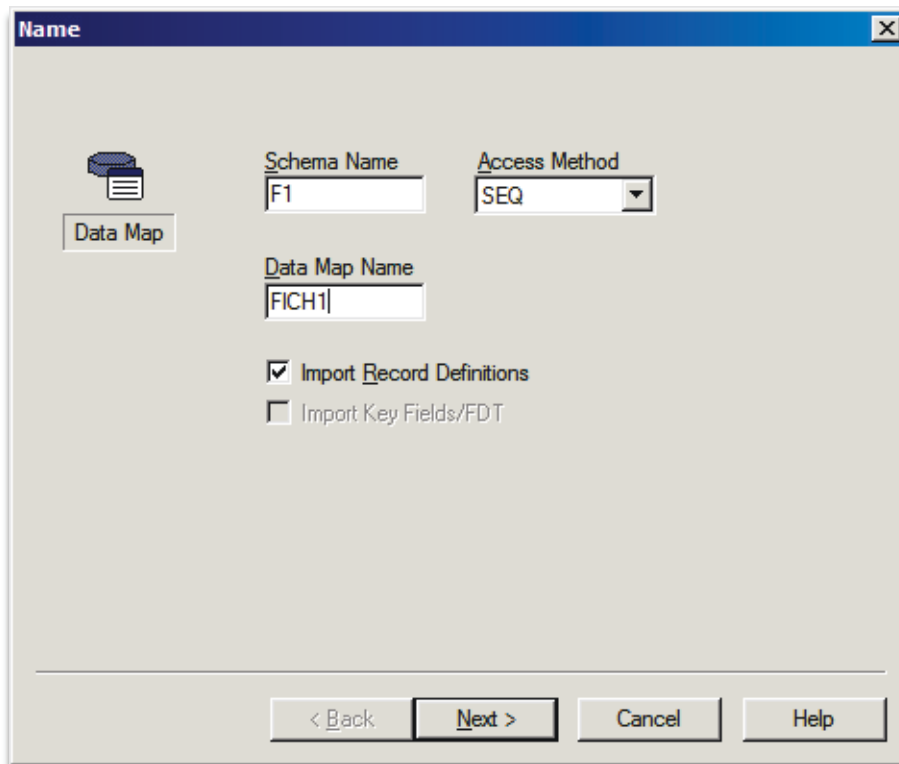 Name
Schema Name Access Method
F1 SEQ
Data Map
Data Map Name
FICH1
Import Record Definitions
Import Key Fields/FDT
< Back Next > Cancel Help